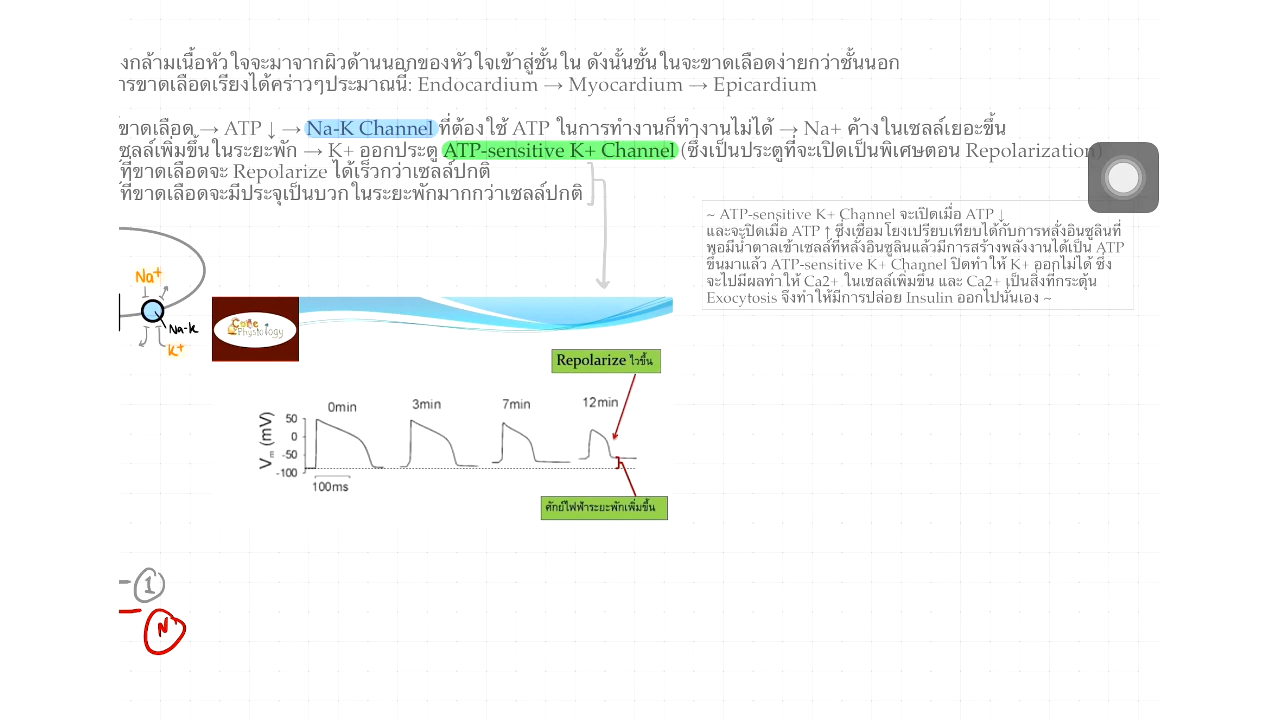 งกล้ามเนื้อหัวใจจะมาจากผิวด้านนอกของหัวใจเข้าสู่ชั้นใน ดังนั้นชั้นในจะขาดเลือดง่ายกว่าชั้นนอก
ารขาดเลือดเรียงได้คร่าวๆประมาณนี้: Endocardium → Myocardium → Epicardium
ขาดเลือด → ATP ↓ → Na-K Channel ที่ต้องใช้ ATP ในการทำงานก็ทำงานไม่ได้ → Na+ ค้างในเซลล์เยอะขึ้น
ซลล์เพิ่มขึ้นในระยะพัก → K+ ออกประตู ATP-sensitive K+ Channel (ซึ่งเป็นประตูที่จะเปิดเป็นพิเศษตอน Repolarization)
ที่ขาดเลือดจะ Repolarize ได้เร็วกว่าเซลล์ปกติ
ที่ขาดเลือดจะมีประจุเป็นบวกในระยะพักมากกว่าเซลล์ปกติ
~ ATP-sensitive K+ Channel จะเปิดเมื่อ ATP ↓
และจะปิดเมื่อ ATP ↑ ซึ่งเชื่อมโยงเปรียบเทียบได้กับการหลั่งอินซูลินที่
พอมีน้ำตาลเข้าเซลล์ที่หลั่งอินซูลินแล้วมีการสร้างพลังงานได้เป็น ATP
ขึ้นมาแล้ว ATP-sensitive K+ Channel ปิดทำให้ K+ ออกไม่ได้ ซึ่ง
จะไปมีผลทำให้ Ca2+ ในเซลล์เพิ่มขึ้น และ Ca2+ เป็นสิ่งที่กระตุ้น
Exocytosis จึงทำให้มีการปล่อย Insulin ออกไปนั่นเอง ~
Na+
Na-K
K+
Cafe
Physiology
Repolarize ไวขึ้น
0min 3min 7min 12min
Vm (mV)
50
0
-50
-100
100ms
ศักย์ไฟฟ้าระยะพักเพิ่มขึ้น
1
N